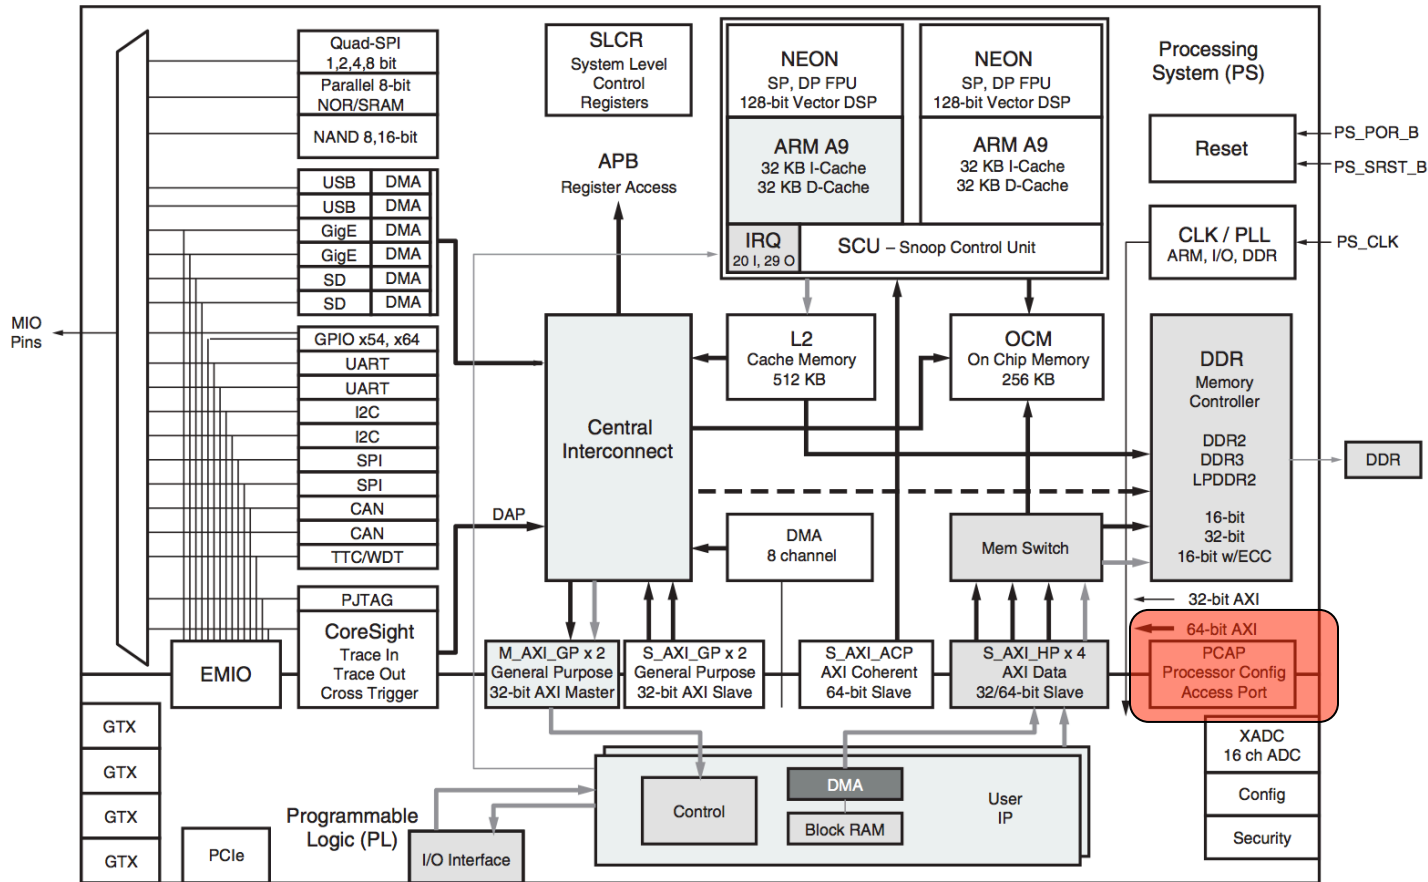 Quad-SPI
1,2,4,8 bit
Parallel 8-bit
NOR/SRAM
NAND 8,16-bit
USB DMA
USB DMA
GigE DMA
GigE DMA
SD DMA
SD DMA
MIO
Pins
GPIO x54, x64
UART
UART
I2C
I2C
SPI
SPI
CAN
CAN
TTC/WDT
PJTAG
CoreSight
Trace In
Trace Out
Cross Trigger
EMIO
SLCR
System Level
Control
Registers
APB
Register Access
NEON
SP, DP FPU
128-bit Vector DSP
NEON
SP, DP FPU
128-bit Vector DSP
ARM A9
32 KB I-Cache
32 KB D-Cache
ARM A9
32 KB I-Cache
32 KB D-Cache
IRQ
20 I, 29 O
SCU – Snoop Control Unit
Processing
System (PS)
Reset
PS_POR_B
PS_SRST_B
CLK / PLL
ARM, I/O, DDR
PS_CLK
Central
Interconnect
L2
Cache Memory
512 KB
OCM
On Chip Memory
256 KB
DDR
Memory
Controller
DDR2
DDR3
LPDDR2
16-bit
32-bit
16-bit w/ECC
DDR
DAP
DMA
8 channel
Mem Switch
32-bit AXI
64-bit AXI
M_AXI_GP x 2
General Purpose
32-bit AXI Master
S_AXI_GP x 2
General Purpose
32-bit AXI Slave
S_AXI_ACP
AXI Coherent
64-bit Slave
S_AXI_HP x 4
AXI Data
32/64-bit Slave
PCAP
Processor Config
Access Port
GTX
GTX
GTX
GTX
PCIe
Programmable
Logic (PL)
I/O Interface
Control
DMA
Block RAM
User
IP
XADC
16 ch ADC
Config
Security